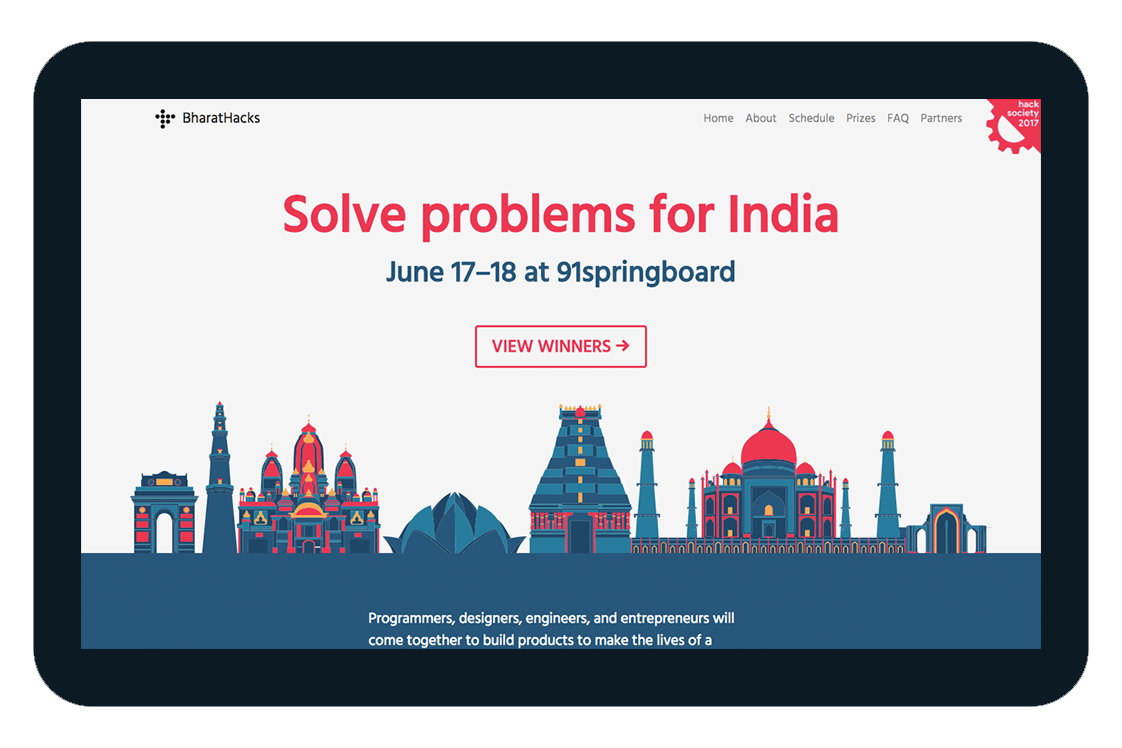 BharatHacks
Home About Schedule Prizes FAQ Partners
hack
society
2017
Solve problems for India
June 17–18 at 91springboard
VIEW WINNERS →
Programmers, designers, engineers, and entrepreneurs will
come together to build products to make the lives of a